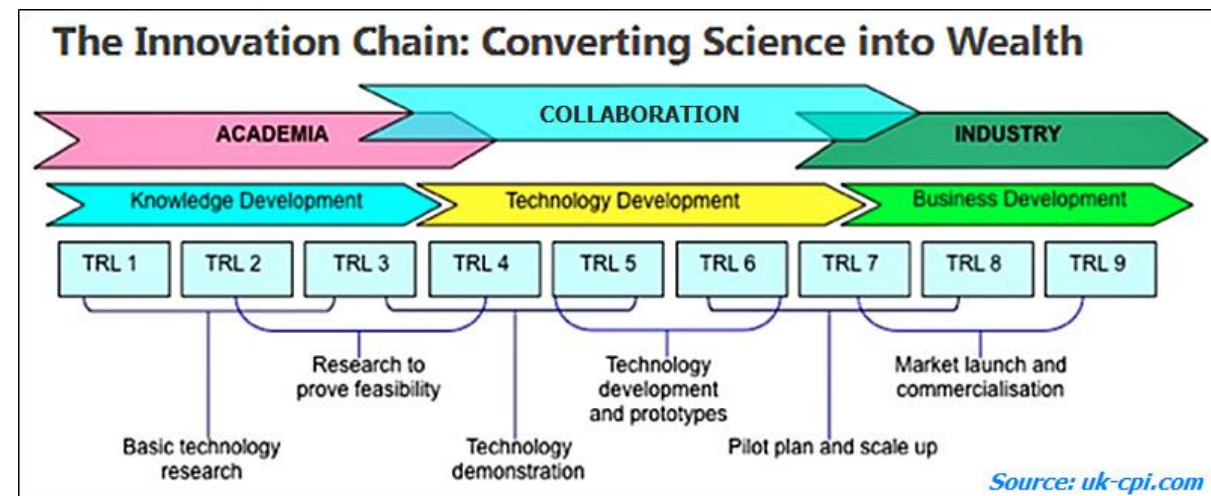 The Innovation Chain: Converting Science into Wealth
COLLABORATION
ACADEMIA
INDUSTRY
Knowledge Development
Technology Development
Business Development
TRL 1
TRL 2
TRL 3
TRL 4
TRL 5
TRL 6
TRL 7
TRL 8
TRL 9
Research to
prove feasibility
Technology
development
and prototypes
Market launch and
commercialisation
Basic technology
research
Technology
demonstration
Pilot plan and scale up
Source: uk-cpi.com